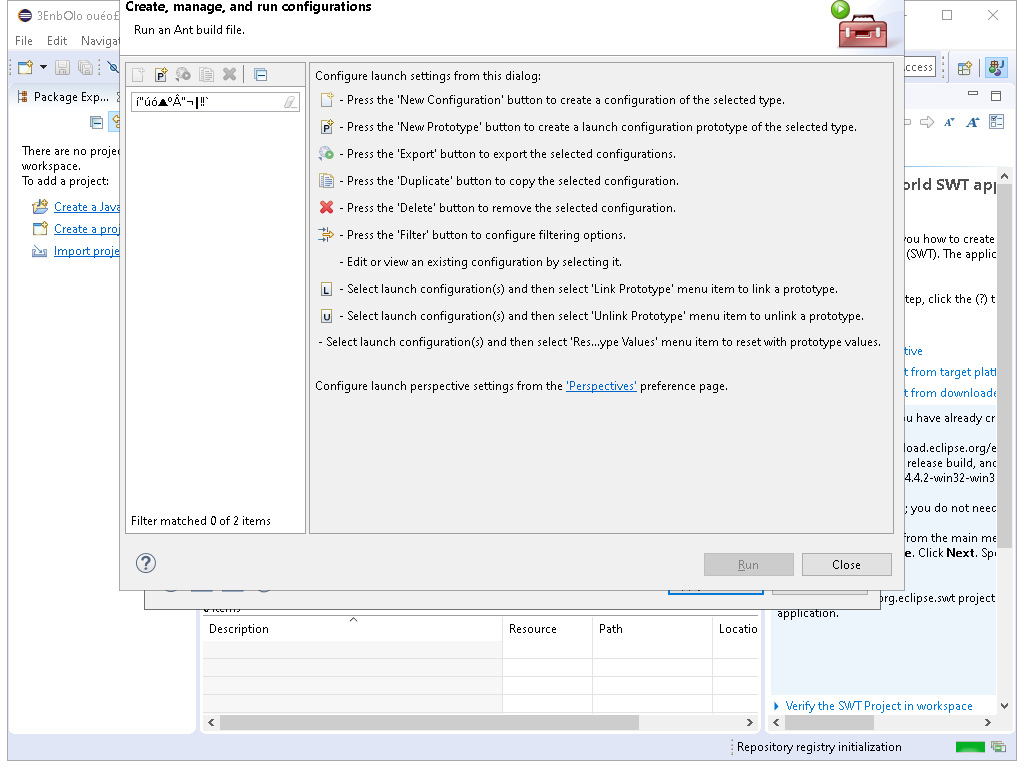 3EnbOlo ouéo£
File Edit Navigat
Package Exp...
There are no projec
workspace.
To add a project:
Create a Java
Create a proj
Import proje
Create, manage, and run configurations
Run an Ant build file.
Filter matched 0 of 2 items
Configure launch settings from this dialog:
- Press the 'New Configuration' button to create a configuration of the selected type.
- Press the 'New Prototype' button to create a launch configuration prototype of the selected type.
- Press the 'Export' button to export the selected configurations.
- Press the 'Duplicate' button to copy the selected configuration.
- Press the 'Delete' button to remove the selected configuration.
- Press the 'Filter' button to configure filtering options.
- Edit or view an existing configuration by selecting it.
L - Select launch configuration(s) and then select 'Link Prototype' menu item to link a prototype.
U - Select launch configuration(s) and then select 'Unlink Prototype' menu item to unlink a prototype.
- Select launch configuration(s) and then select 'Res...ype Values' menu item to reset with prototype values.
Configure launch perspective settings from the 'Perspectives' preference page.
Run Close
ccess
orld SWT app
you how to create
(SWT). The applic
tep, click the (?) t
tive
t from target platf
t from downloade
ou have already cr
load.eclipse.org/e
release build, and
4.4.2-win32-win3
; you do not need
from the main me
e. Click Next. Spe
org.eclipse.swt project
application.
Verify the SWT Project in workspace
Description Resource Path Locatio
Repository registry initialization